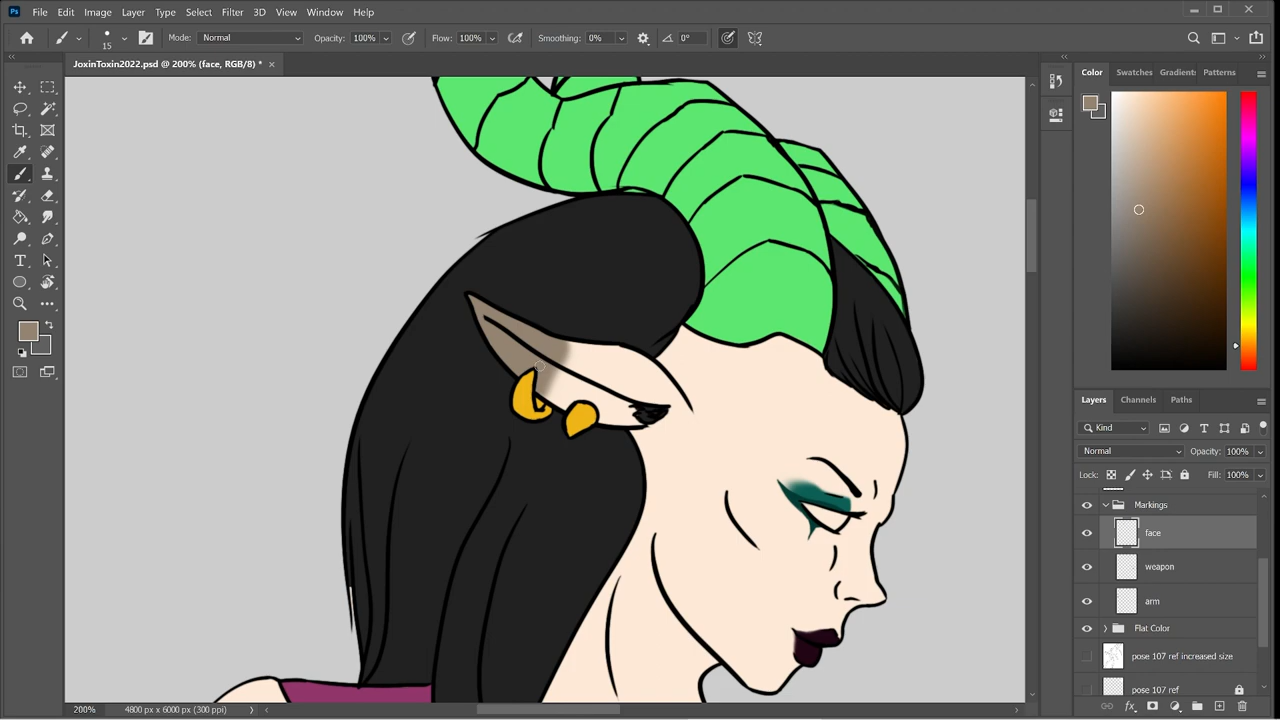 Ps File Edit Image Layer Type Select Filter 3D View Window Help
15 Mode: Normal Opacity: 100% Flow: 100% Smoothing: 0% 0°
JoxinToxin2022.psd @ 200% (face, RGB/8) *
Color Swatches Gradients Patterns
Layers Channels Paths
Kind
Normal Opacity: 100%
Lock: Fill: 100%
Markings
face
weapon
arm
Flat Color
pose 107 ref increased size
pose 107 ref
200% 4800 px x 6000 px (300 ppi)
fx